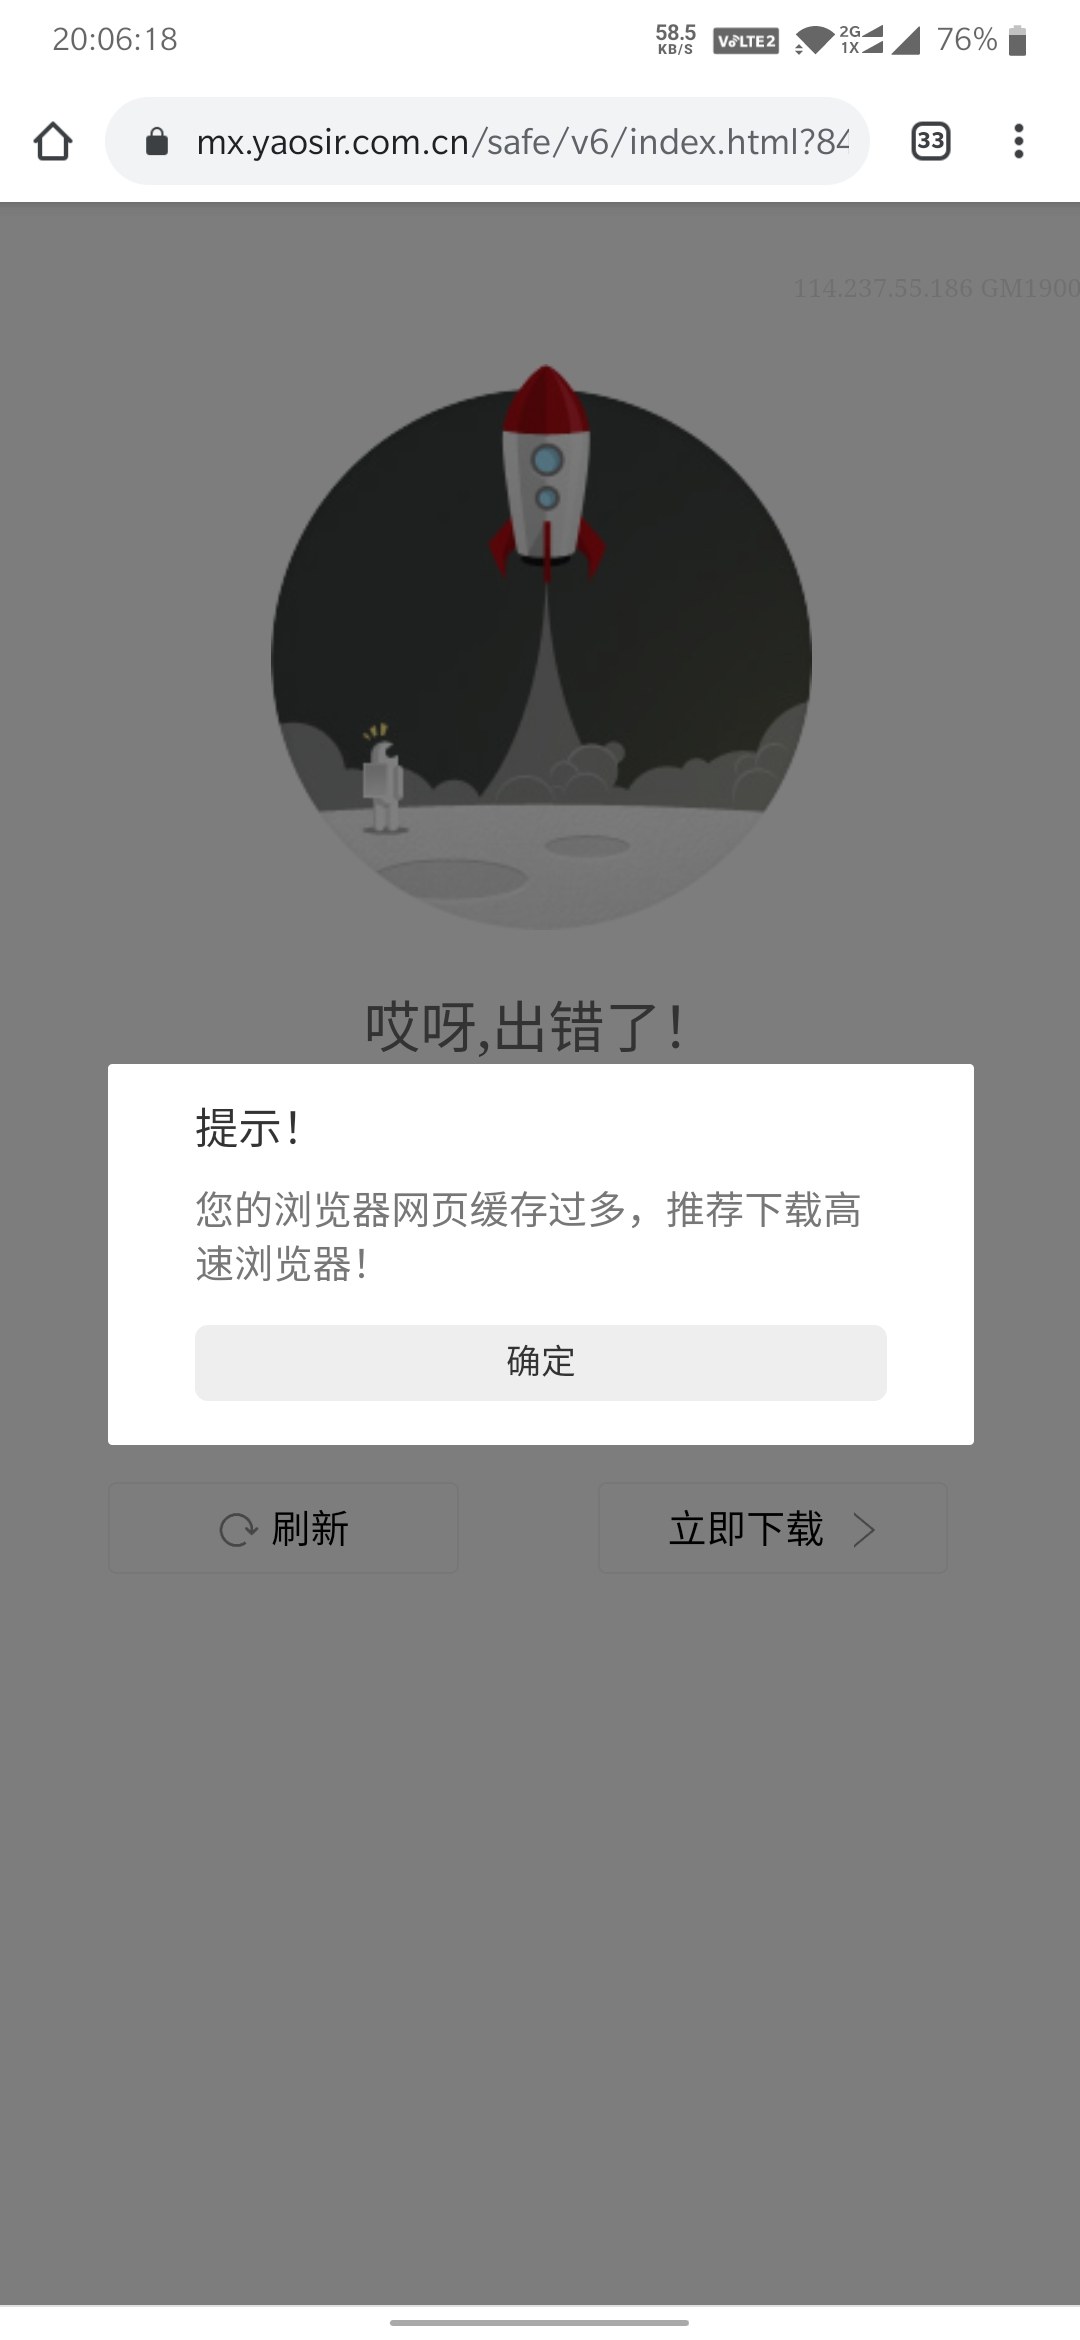 20:06:18
58.5
KB/S
VoLTE2
2G
1X
76%
mx.yaosir.com.cn/safe/v6/index.html?84
33
114.237.55.186 GM1900
哎呀,出错了!
提示!
您的浏览器网页缓存过多，推荐下载高
速浏览器!
确定
刷新
立即下载